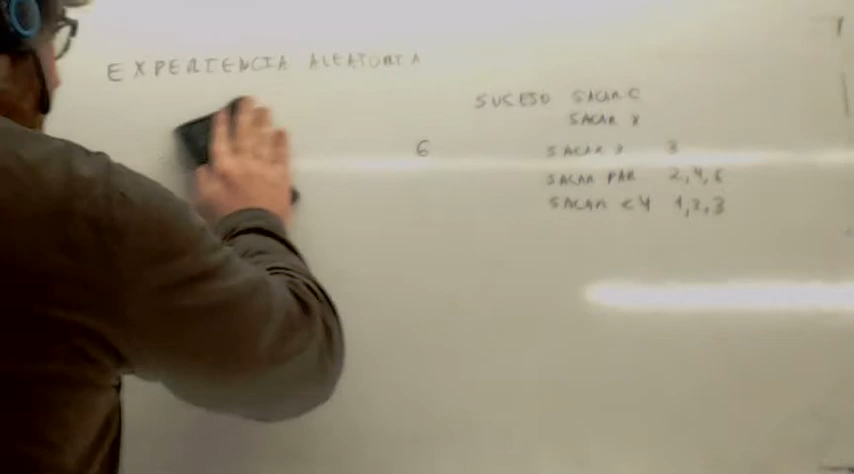 EXPERIENCIA ALEATORIA
SUCESO SACAR C
SACAR X
6
SACAR 3
SACAR PAR 2,4,6
SACAR <4 1,2,3